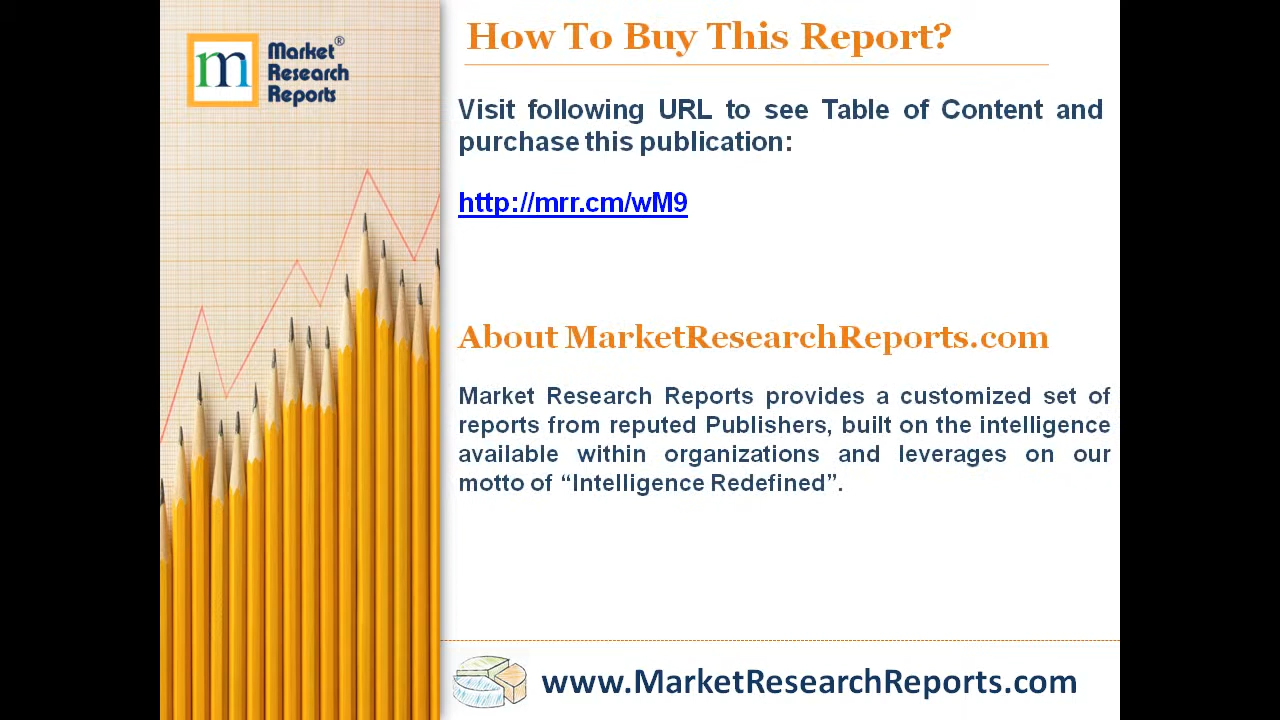 m Market®
Research
Reports
How To Buy This Report?
Visit following URL to see Table of Content and
purchase this publication:
http://mrr.cm/wM9
About MarketResearchReports.com
Market Research Reports provides a customized set of
reports from reputed Publishers, built on the intelligence
available within organizations and leverages on our
motto of “Intelligence Redefined”.
www.MarketResearchReports.com